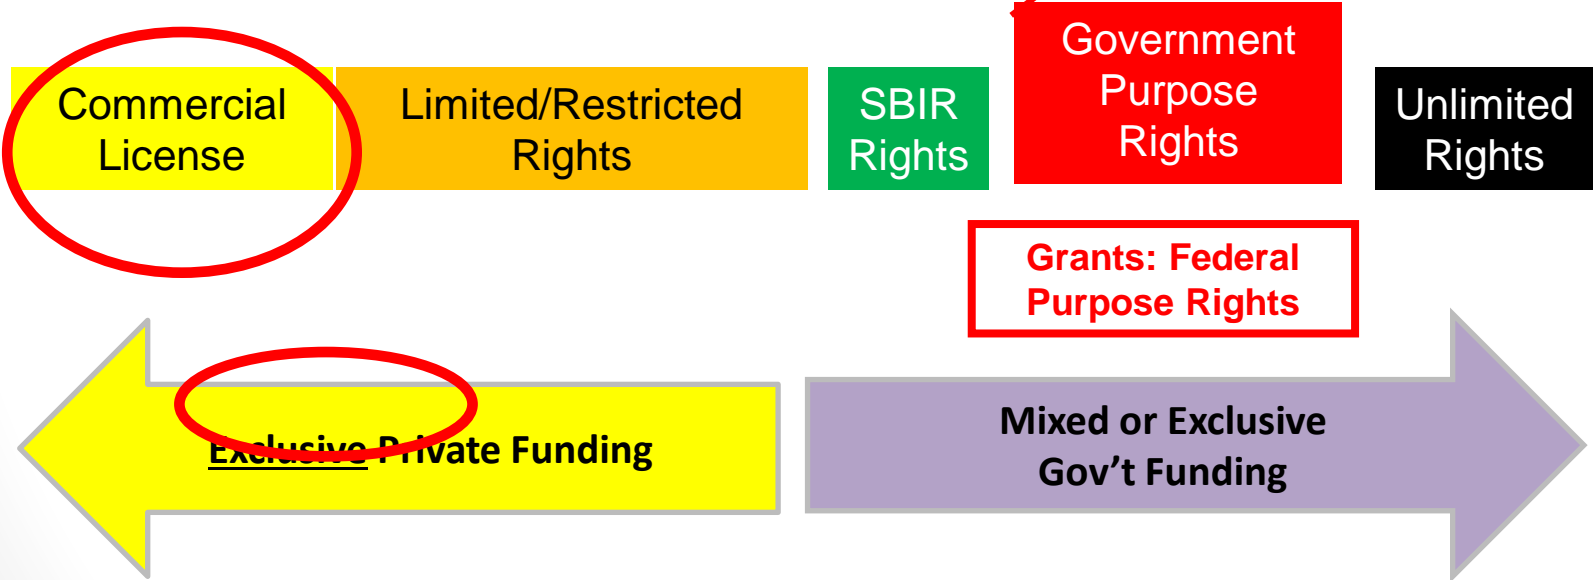 Commercial
License
Limited/Restricted
Rights
SBIR
Rights
Government
Purpose
Rights
Unlimited
Rights
Grants: Federal
Purpose Rights
Exclusive Private Funding
Mixed or Exclusive
Gov’t Funding